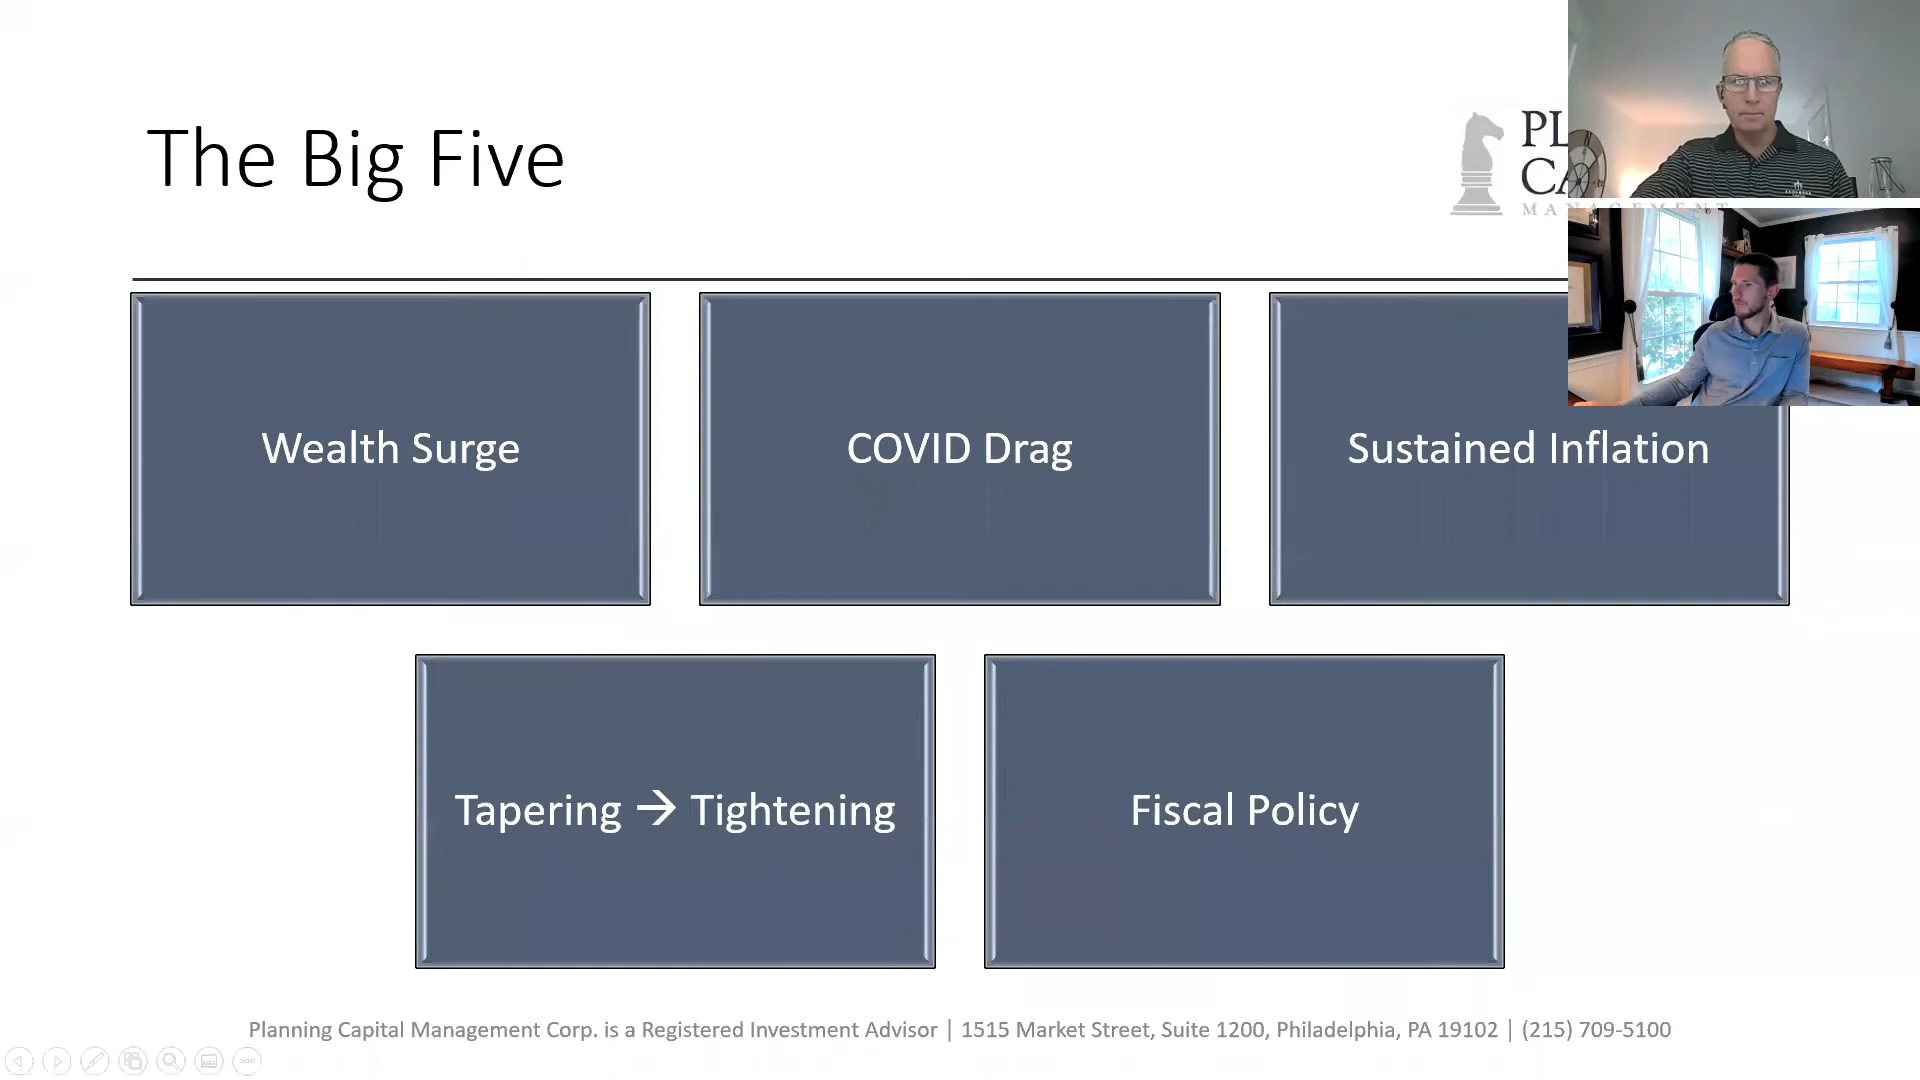 The Big Five
Wealth Surge
COVID Drag
Sustained Inflation
Tapering → Tightening
Fiscal Policy
Planning Capital Management Corp. is a Registered Investment Advisor | 1515 Market Street, Suite 1200, Philadelphia, PA 19102 | (215) 709-5100